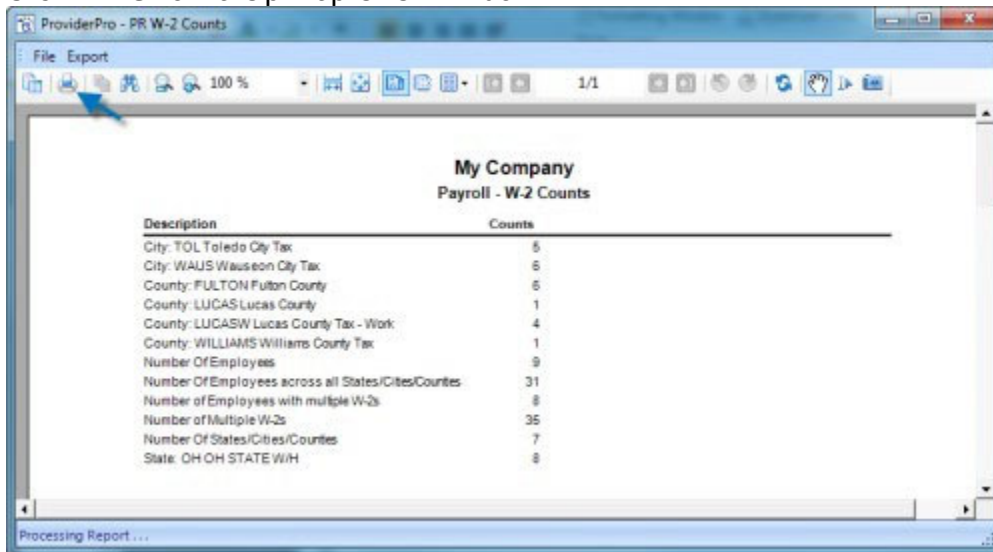 ProviderPro - PR W-2 Counts
File Export
100 % 1/1
My Company
Payroll - W-2 Counts
Description Counts
City: TOL Toledo City Tax 5
City: WAUS Wauseon City Tax 6
County: FULTON Fulton County 6
County: LUCAS Lucas County 1
County: LUCASW Lucas County Tax - Work 4
County: WILLIAMS Williams County Tax 1
Number Of Employees 9
Number Of Employees across all States/Cities/Counties 31
Number of Employees with multiple W-2s 8
Number of Multiple W-2s 35
Number Of States/Cities/Counties 7
State: OH OH STATE W/H 8
Processing Report ...